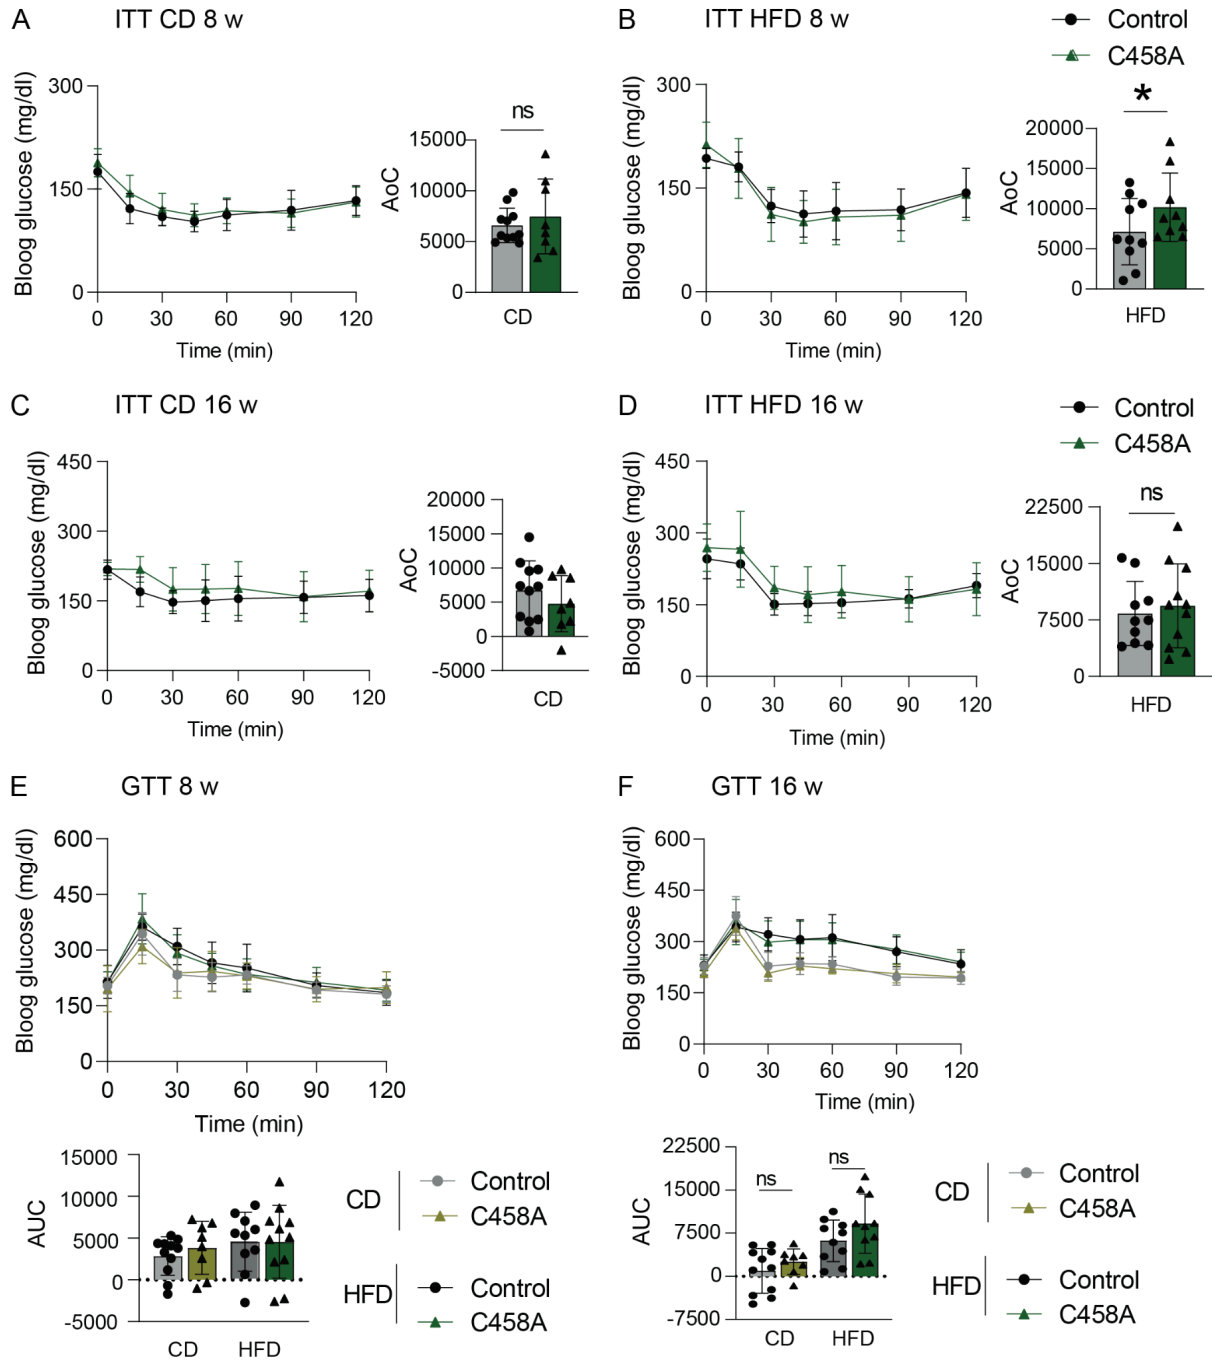 A ITT CD 8 w
Bloog glucose (mg/dl)
300
150
0
0 30 60 90 120
Time (min)
AoC
15000
10000
5000
0
ns
CD
B ITT HFD 8 w
Control
C458A
Bloog glucose (mg/dl)
300
150
0
0 30 60 90 120
Time (min)
AoC
20000
15000
10000
5000
0
*
HFD
C ITT CD 16 w
Bloog glucose (mg/dl)
450
300
150
0
0 30 60 90 120
Time (min)
AoC
20000
15000
10000
5000
0
-5000
CD
D ITT HFD 16 w
Control
C458A
Bloog glucose (mg/dl)
450
300
150
0
0 30 60 90 120
Time (min)
AoC
22500
15000
7500
0
ns
HFD
E GTT 8 w
Bloog glucose (mg/dl)
600
450
300
150
0
0 30 60 90 120
Time (min)
AUC
15000
10000
5000
0
-5000
CD HFD
CD
Control
C458A
HFD
Control
C458A
F GTT 16 w
Bloog glucose (mg/dl)
600
450
300
150
0
0 30 60 90 120
Time (min)
AUC
22500
15000
7500
0
-7500
ns
ns
CD HFD
CD
Control
C458A
HFD
Control
C458A